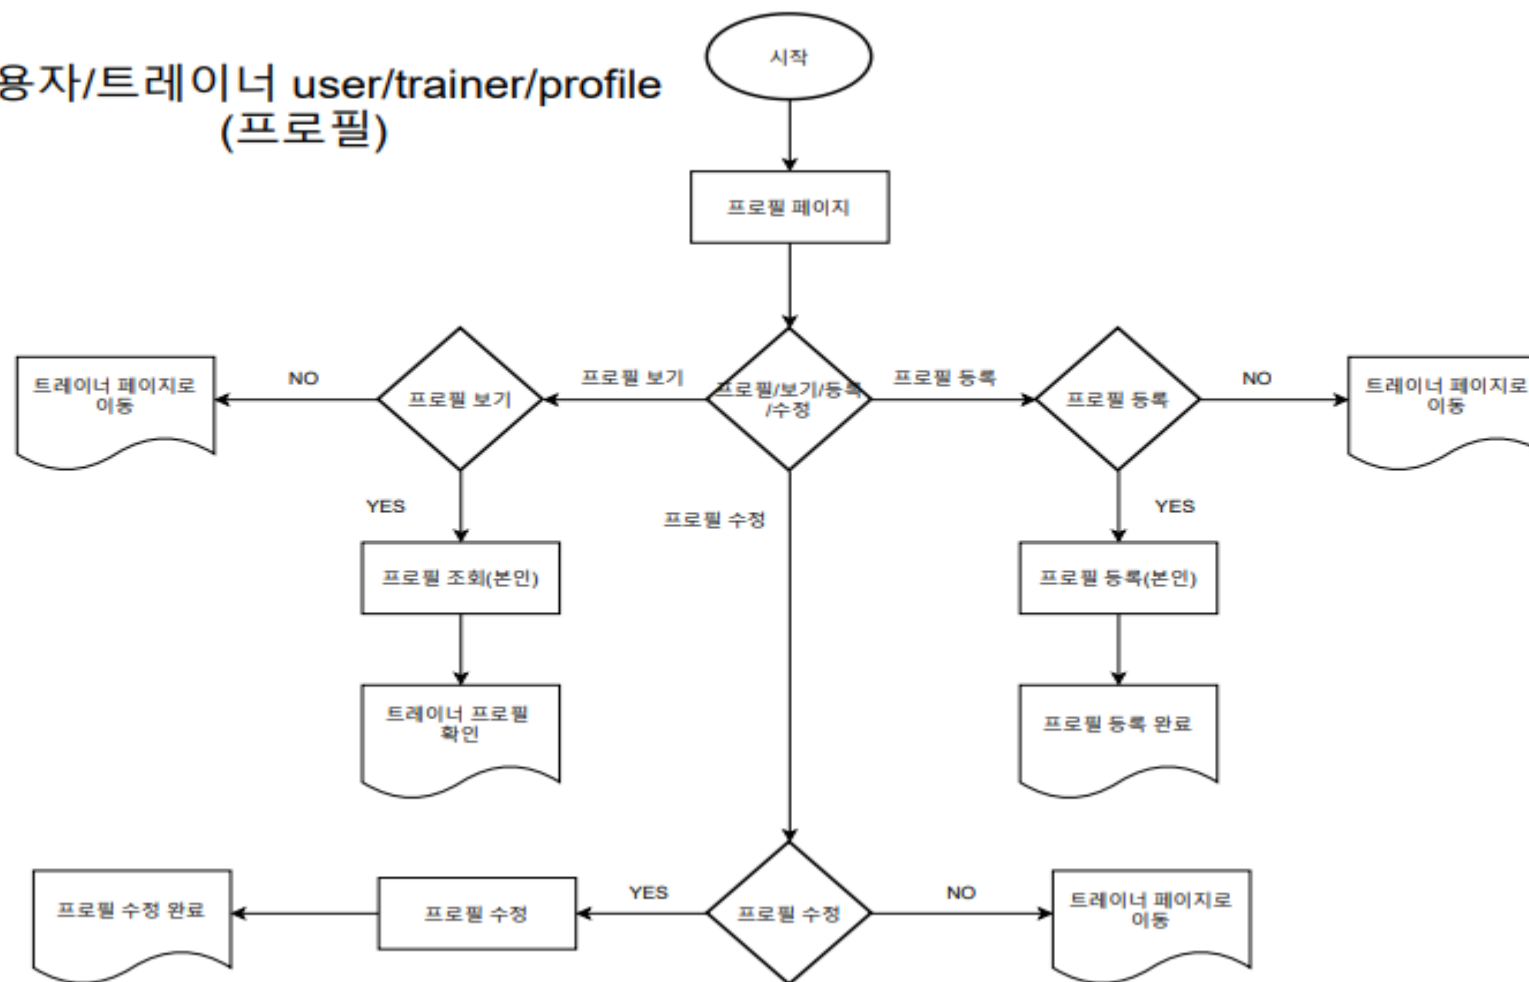 시작
용자/트레이너 user/trainer/profile
(프로필)
프로필 페이지
트레이너 페이지로
이동
NO
프로필 보기
프로필 보기
프로필/보기/등록
/수정
프로필 등록
프로필 등록
NO
트레이너 페이지로
이동
YES
프로필 수정
YES
프로필 조회(본인)
프로필 등록(본인)
트레이너 프로필
확인
프로필 등록 완료
프로필 수정 완료
프로필 수정
YES
프로필 수정
NO
트레이너 페이지로
이동